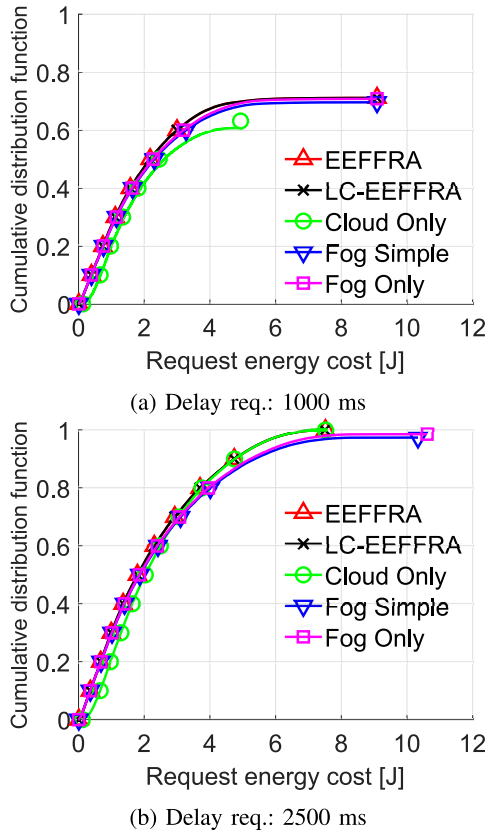 1
0.8
0.6
0.4
0.2
0
Cumulative distribution function
EEFFRA
LC-EEFFRA
Cloud Only
Fog Simple
Fog Only
0 2 4 6 8 10 12
Request energy cost [J]
(a) Delay req.: 1000 ms
1
0.8
0.6
0.4
0.2
0
Cumulative distribution function
EEFFRA
LC-EEFFRA
Cloud Only
Fog Simple
Fog Only
0 2 4 6 8 10 12
Request energy cost [J]
(b) Delay req.: 2500 ms